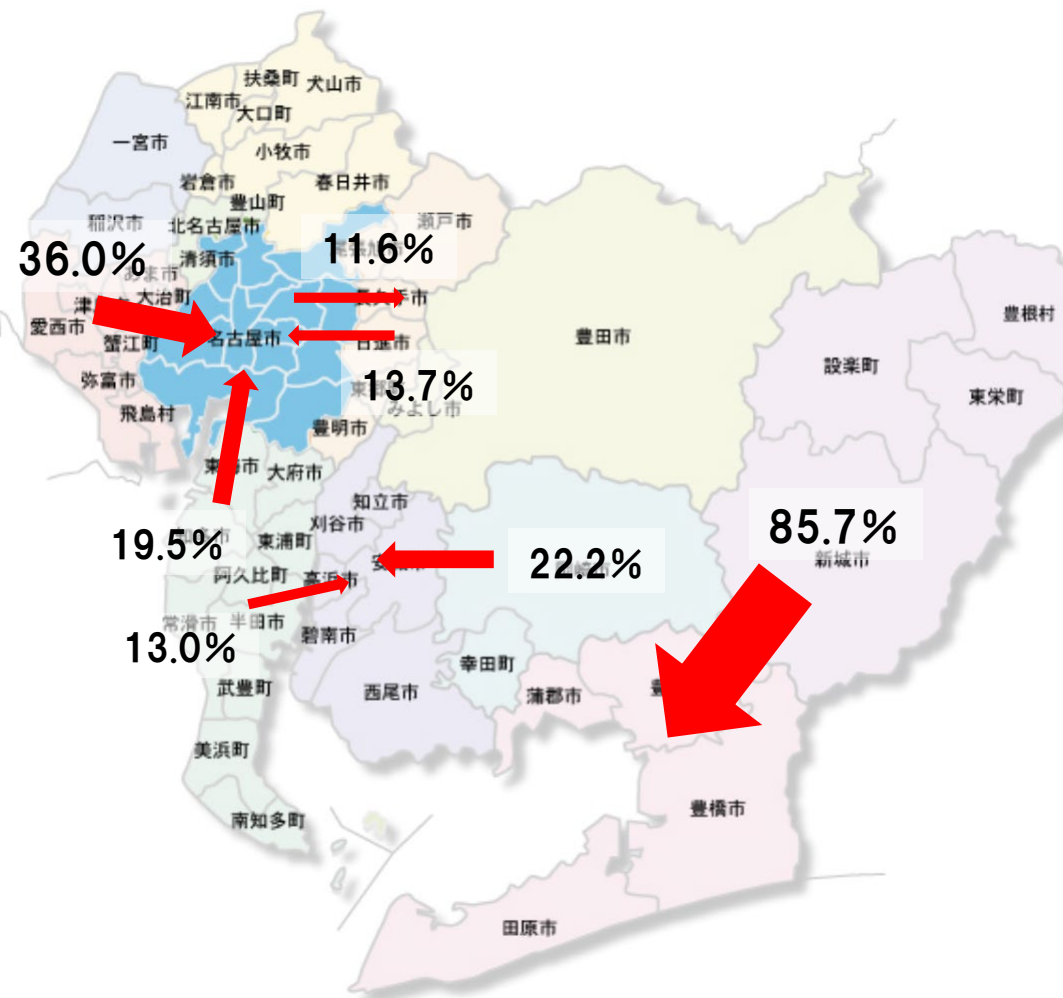 扶桑町
犬山市
江南市
大口町
一宮市
小牧市
岩倉市
春日井市
豊山町
稲沢市
北名古屋市
瀬戸市
36.0%
11.6%
清須市
あま市
大治町
愛西市
名古屋市
蟹江町
日進市
豊田市
豊根村
設楽町
弥富市
13.7%
東栄町
飛島村
みよし市
豊明市
大府市
知立市
刈谷市
85.7%
19.5%
東浦町
22.2%
新城市
阿久比町
高浜市
常滑市
半田市
碧南市
13.0%
幸田町
武豊町
西尾市
蒲郡市
美浜町
豊橋市
南知多町
田原市